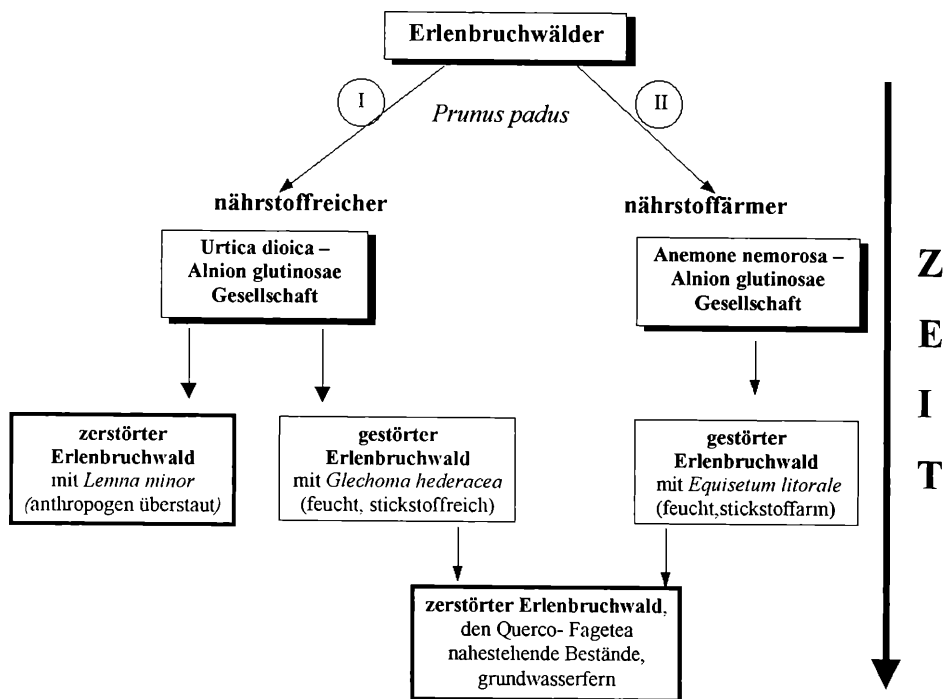 Erlenbruchwälder
I
Prunus padus
II
nährstoffreicher
nährstoffärmer
Urtica dioica –
Alnion glutinosae
Gesellschaft
Anemone nemorosa –
Alnion glutinosae
Gesellschaft
zerstörter
Erlenbruchwald
mit Lemna minor
(anthropogen überstaut)
gestörter
Erlenbruchwald
mit Glechoma hederacea
(feucht, stickstoffreich)
gestörter
Erlenbruchwald
mit Equisetum litorale
(feucht,stickstoffarm)
zerstörter Erlenbruchwald,
den Querco- Fagetea
nahestehende Bestände,
grundwasserfern
Z
E
I
T